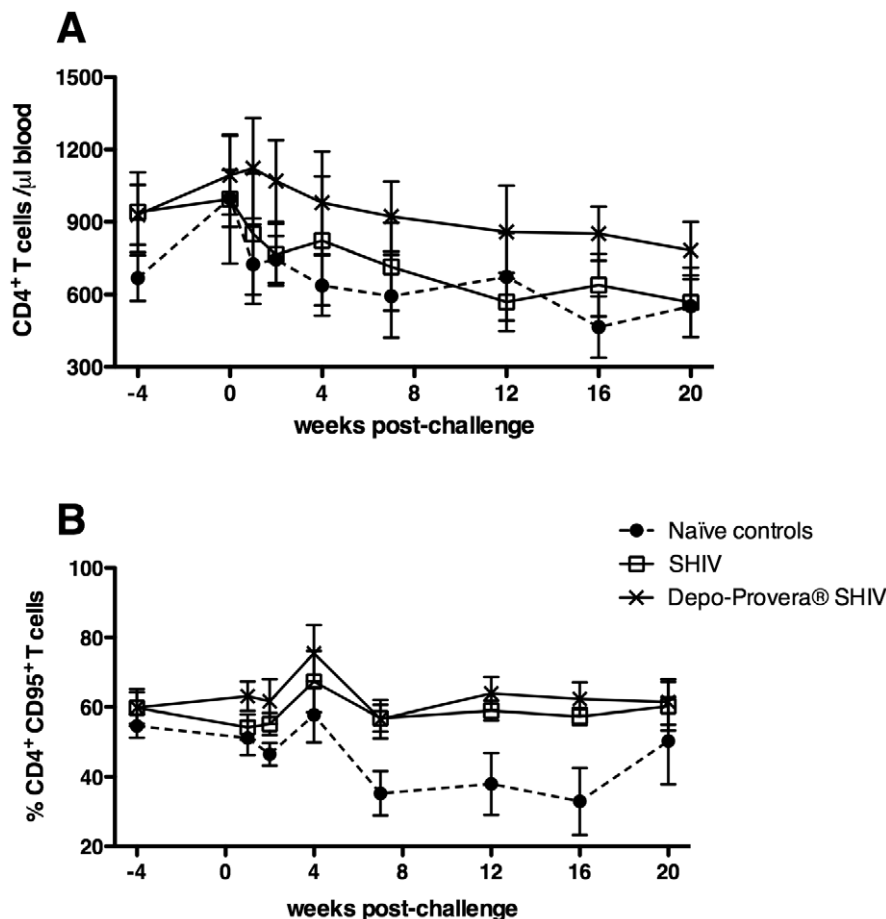 A
1500
1200
900
600
300
CD4+ T cells /µl blood
-4 0 4 8 12 16 20
weeks post-challenge
B
Naïve controls
SHIV
Depo-Provera® SHIV
100
80
60
40
20
% CD4+ CD95+ T cells
-4 0 4 8 12 16 20
weeks post-challenge